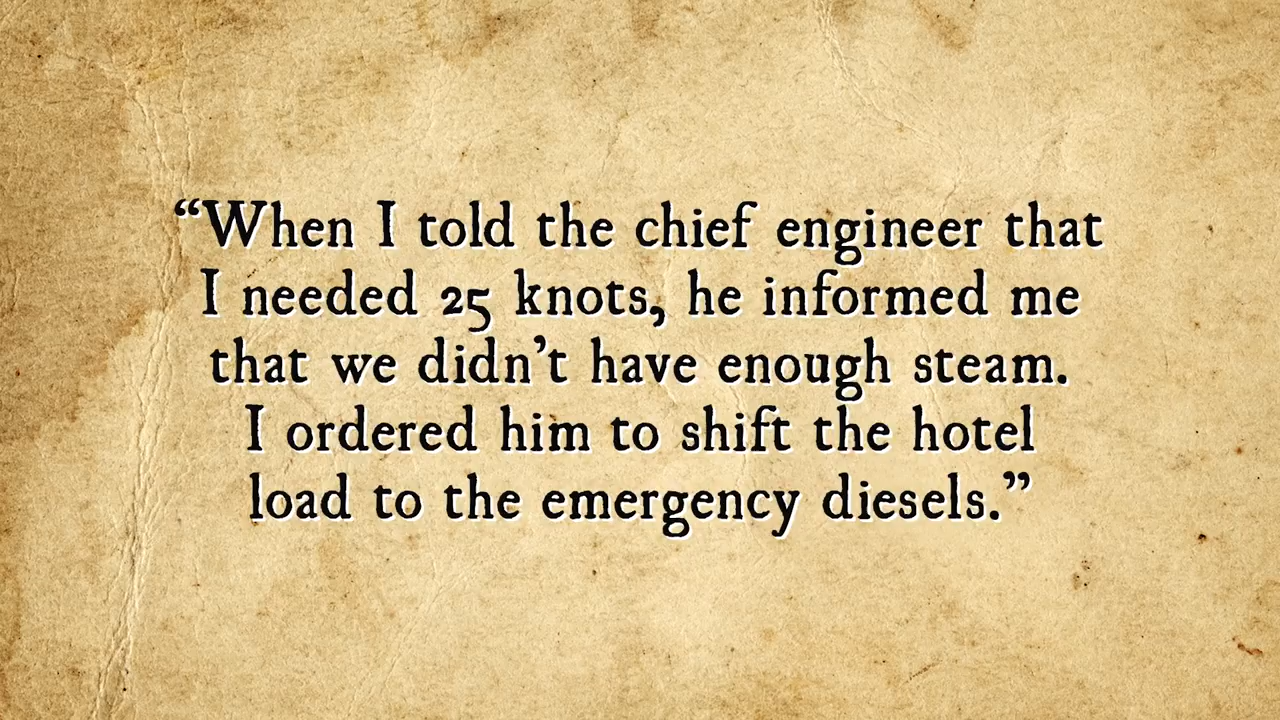 “When I told the chief engineer that
I needed 25 knots, he informed me
that we didn’t have enough steam.
I ordered him to shift the hotel
load to the emergency diesels.”